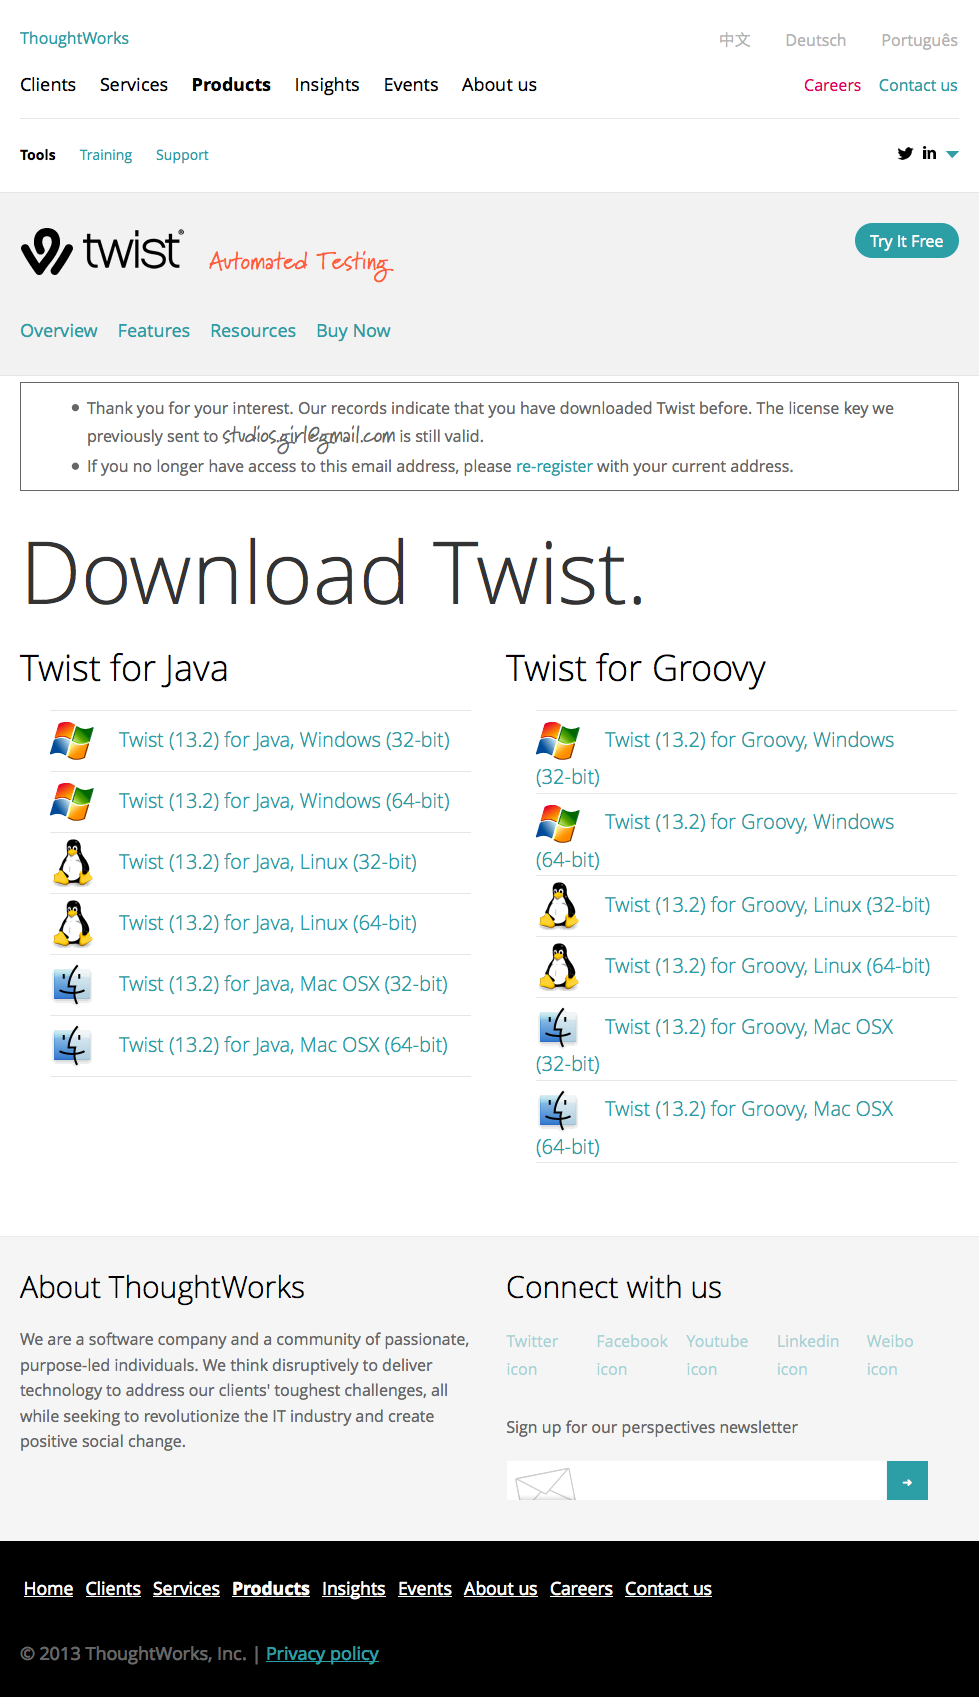 ThoughtWorks
中文 Deutsch Português
Clients Services Products Insights Events About us
Careers Contact us
Tools Training Support
in
twist® Automated Testing
Try It Free
Overview Features Resources Buy Now
Thank you for your interest. Our records indicate that you have downloaded Twist before. The license key we
previously sent to studios.girl@gmail.com is still valid.
If you no longer have access to this email address, please re-register with your current address.
Download Twist.
Twist for Java
Twist (13.2) for Java, Windows (32-bit)
Twist (13.2) for Java, Windows (64-bit)
Twist (13.2) for Java, Linux (32-bit)
Twist (13.2) for Java, Linux (64-bit)
Twist (13.2) for Java, Mac OSX (32-bit)
Twist (13.2) for Java, Mac OSX (64-bit)
Twist for Groovy
Twist (13.2) for Groovy, Windows
(32-bit)
Twist (13.2) for Groovy, Windows
(64-bit)
Twist (13.2) for Groovy, Linux (32-bit)
Twist (13.2) for Groovy, Linux (64-bit)
Twist (13.2) for Groovy, Mac OSX
(32-bit)
Twist (13.2) for Groovy, Mac OSX
(64-bit)
About ThoughtWorks
We are a software company and a community of passionate,
purpose-led individuals. We think disruptively to deliver
technology to address our clients' toughest challenges, all
while seeking to revolutionize the IT industry and create
positive social change.
Connect with us
Twitter Facebook Youtube Linkedin Weibo
icon icon icon icon icon
Sign up for our perspectives newsletter
Home Clients Services Products Insights Events About us Careers Contact us
© 2013 ThoughtWorks, Inc. | Privacy policy